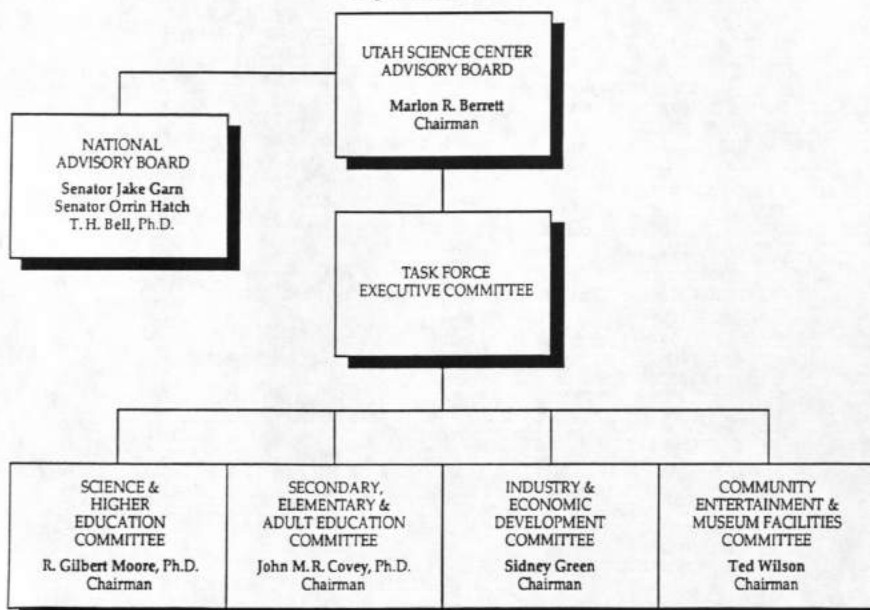 UTAH SCIENCE CENTER
ADVISORY BOARD
Marlon R. Berrett
Chairman
NATIONAL
ADVISORY BOARD
Senator Jake Garn
Senator Orrin Hatch
T. H. Bell, Ph.D.
TASK FORCE
EXECUTIVE COMMITTEE
SCIENCE &
HIGHER
EDUCATION
COMMITTEE
R. Gilbert Moore, Ph.D.
Chairman
SECONDARY,
ELEMENTARY &
ADULT EDUCATION
COMMITTEE
John M. R. Covey, Ph.D.
Chairman
INDUSTRY &
ECONOMIC
DEVELOPMENT
COMMITTEE
Sidney Green
Chairman
COMMUNITY
ENTERTAINMENT &
MUSEUM FACILITIES
COMMITTEE
Ted Wilson
Chairman